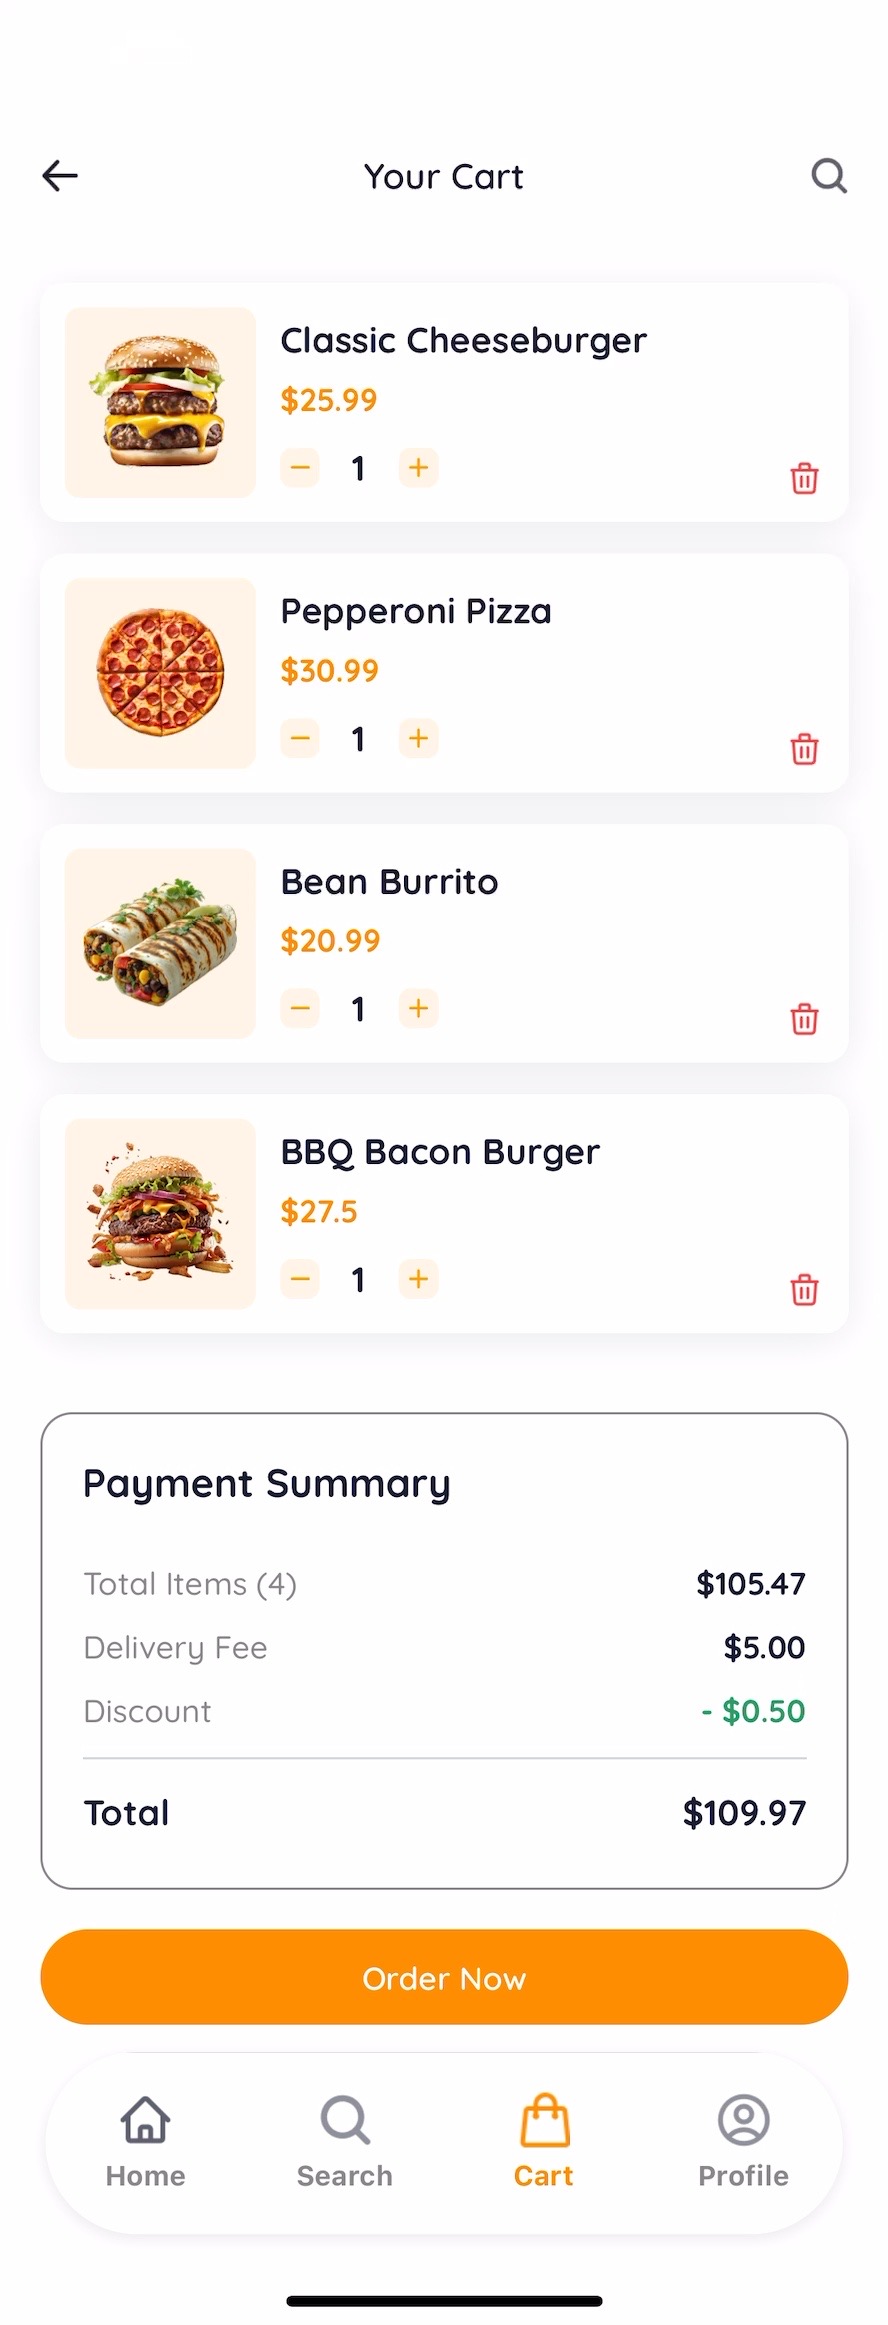 Your Cart
Classic Cheeseburger
$25.99
− 1 +
Pepperoni Pizza
$30.99
− 1 +
Bean Burrito
$20.99
− 1 +
BBQ Bacon Burger
$27.5
− 1 +
Payment Summary
Total Items (4) $105.47
Delivery Fee $5.00
Discount - $0.50
Total $109.97
Order Now
Home Search Cart Profile